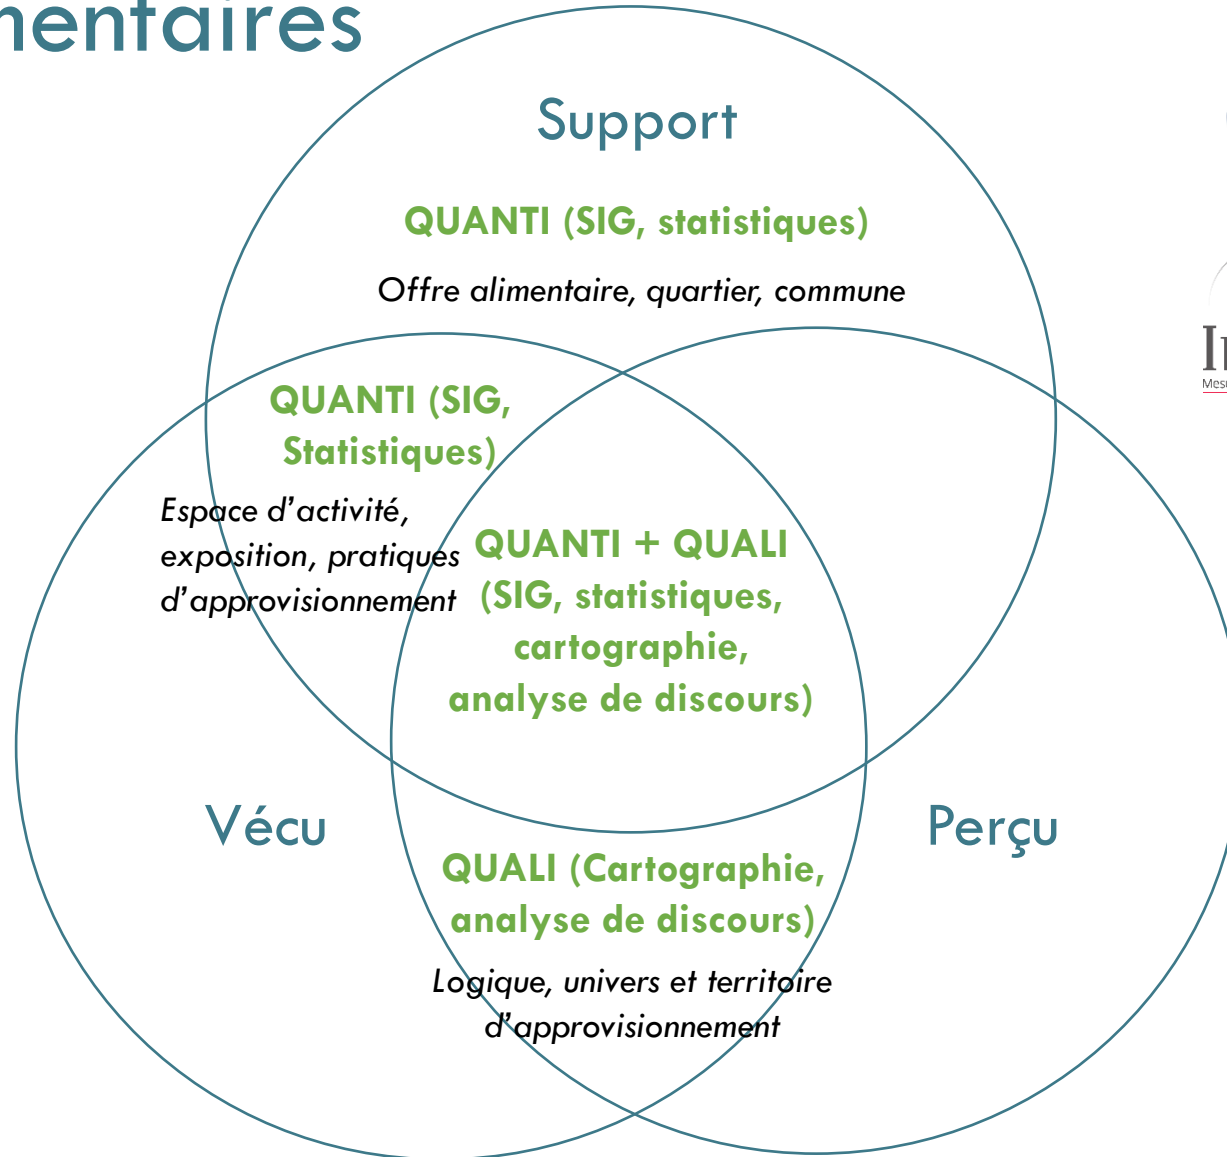 mentaires
Support
QUANTI (SIG, statistiques)
Offre alimentaire, quartier, commune
QUANTI (SIG,
Statistiques)
Espace d’activité,
exposition, pratiques
d’approvisionnement
QUANTI + QUALI
(SIG, statistiques,
cartographie,
analyse de discours)
Vécu
Perçu
QUALI (Cartographie,
analyse de discours)
Logique, univers et territoire
d’approvisionnement